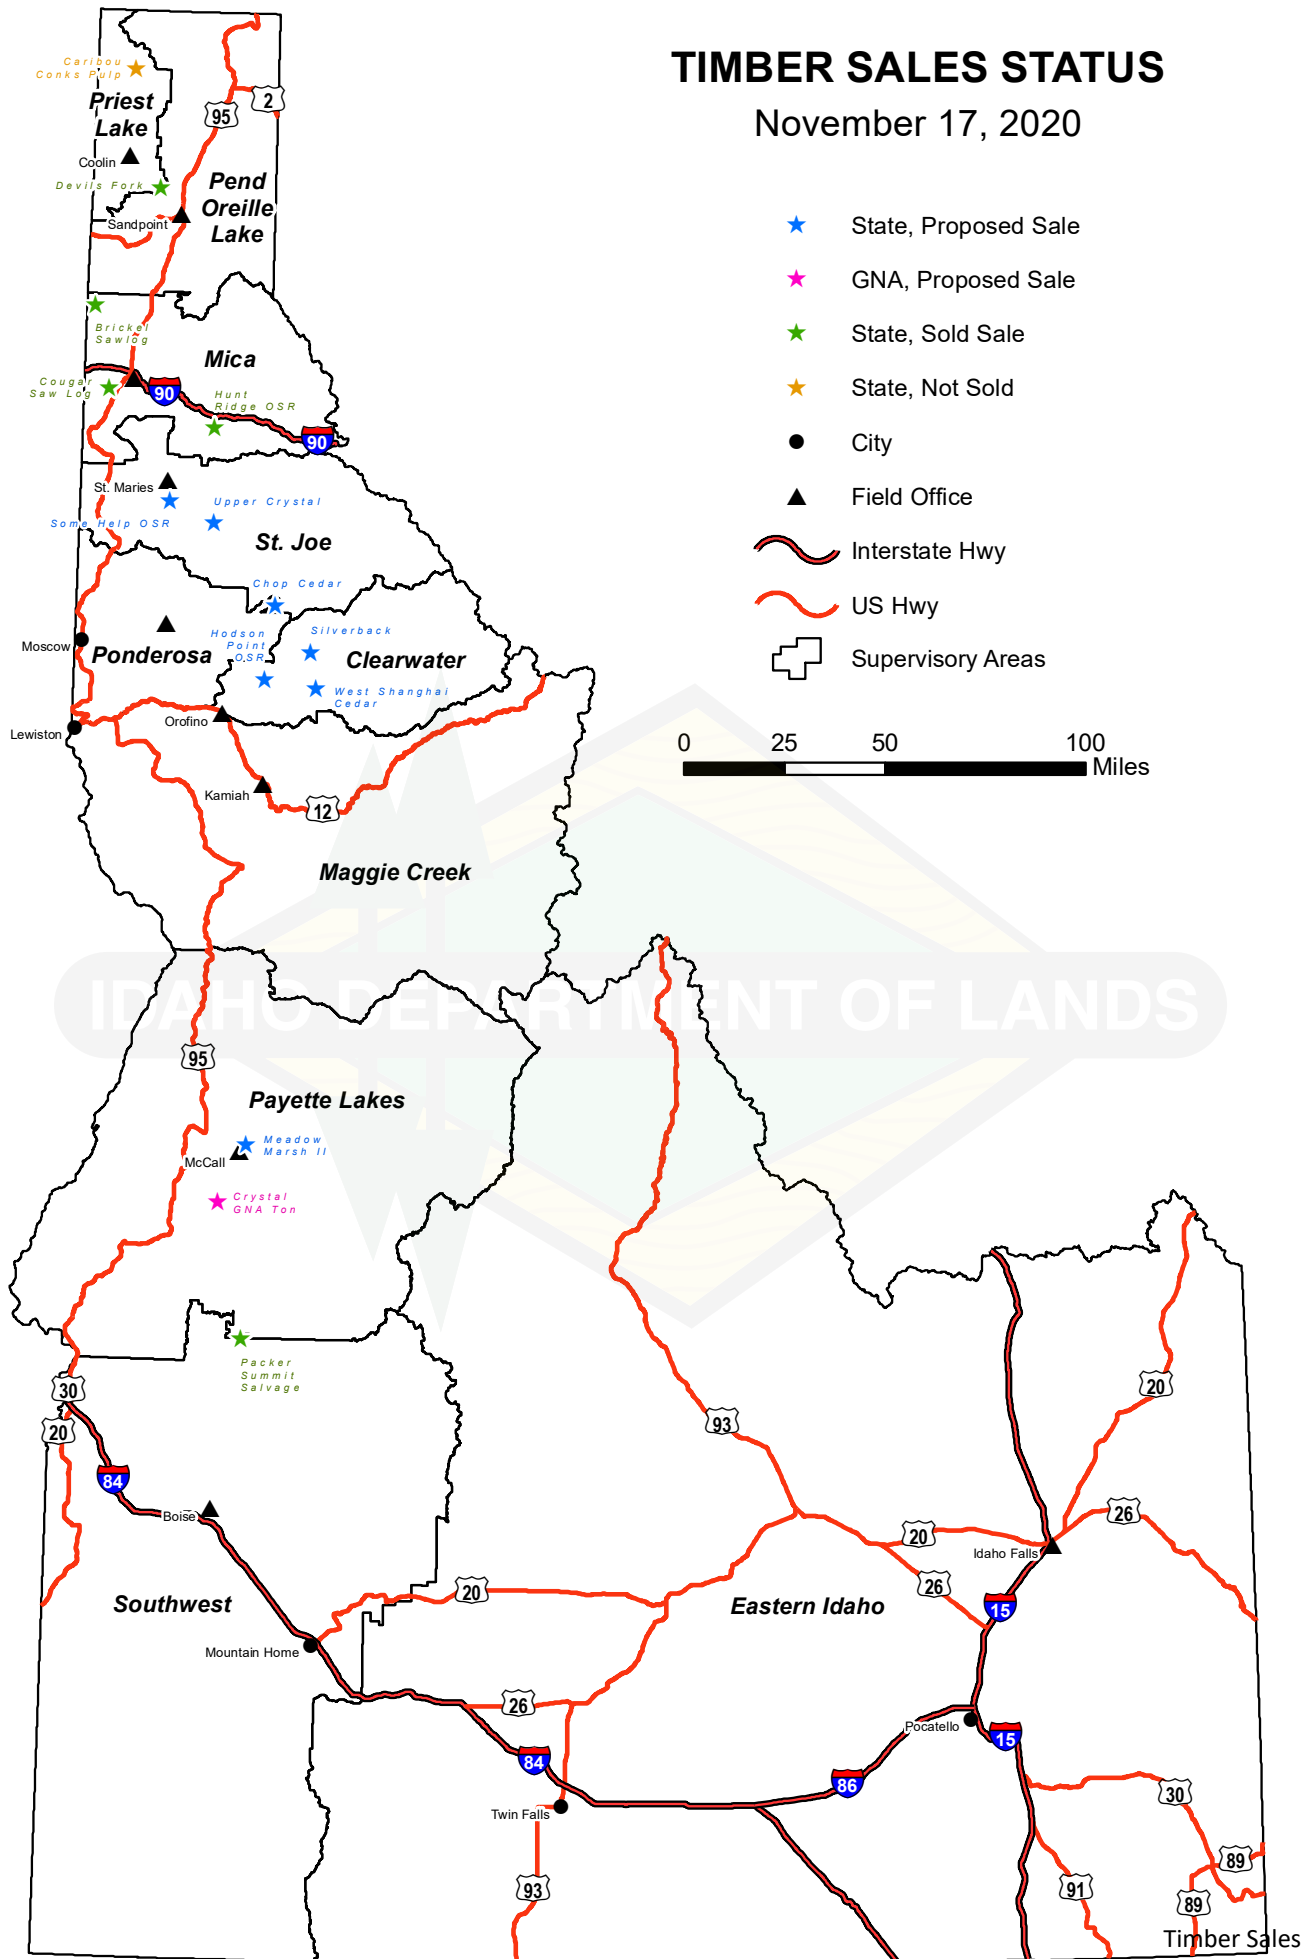 TIMBER SALES STATUS
November 17, 2020
State, Proposed Sale
GNA, Proposed Sale
State, Sold Sale
State, Not Sold
City
Field Office
Interstate Hwy
US Hwy
Supervisory Areas
0 25 50 100
Miles
Caribou
Conks Pulp
Priest
Lake
2
95
Coolin
Devils Fork
Pend
Oreille
Lake
Sandpoint
Brickel
Sawlog
Mica
Cougar
Saw Log
90
Hunt
Ridge OSR
90
St. Maries
Upper Crystal
Some Help OSR
St. Joe
Chop Cedar
Hodson
Point
OSR
Silverback
Moscow
Ponderosa
Clearwater
West Shanghai
Cedar
Orofino
Lewiston
Kamiah
12
Maggie Creek
IDAHO DEPARTMENT OF LANDS
95
Payette Lakes
Meadow
Marsh II
McCall
Crystal
GNA Ton
Packer
Summit
Salvage
30
20
93
20
84
Boise
26
20
Idaho Falls
26
20
15
Southwest
Eastern Idaho
Mountain Home
26
Pocatello
15
84
86
30
Twin Falls
89
93
91
89
Timber Sales